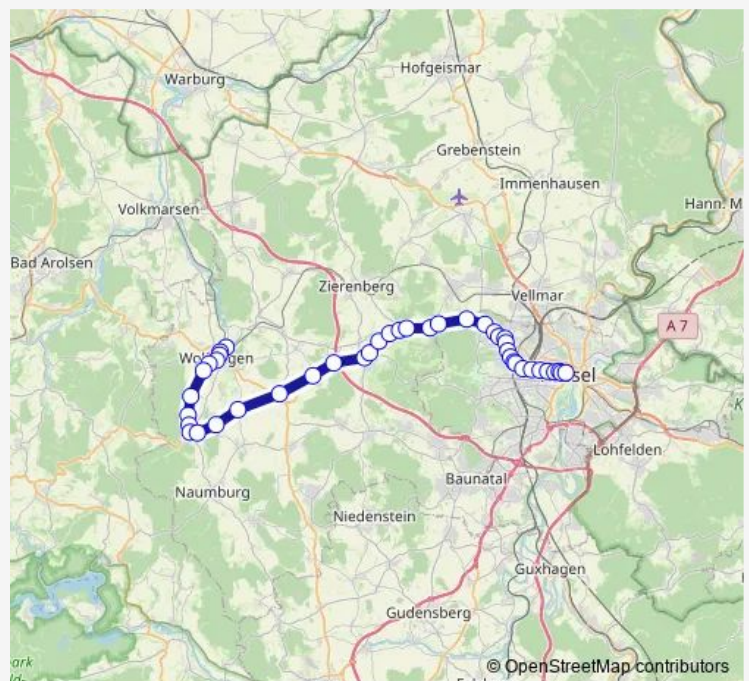 Hofgeismar
Warburg
Grebenstein
Immenhausen
Volkmarsen
Hann. M
Bad Arolsen
Zierenberg
Vellmar
A 7
Lohfelden
Baunatal
Naumburg
Niedenstein
Guxhagen
Gudensberg
© OpenStreetMap contributors